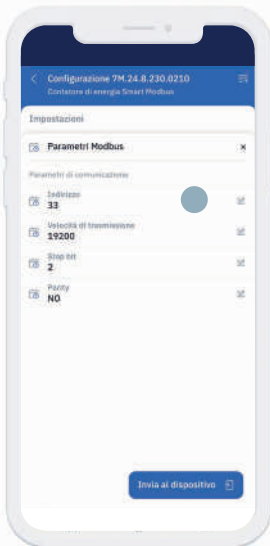 Configurazione 7M.24.8.230.0210
Contatore di energia Smart Modbus
Impostazioni
Parametri Modbus
Parametri di comunicazione
Indirizzo
33
Velocità di trasmissione
19200
Stop bit
2
Parity
NO
Invia al dispositivo